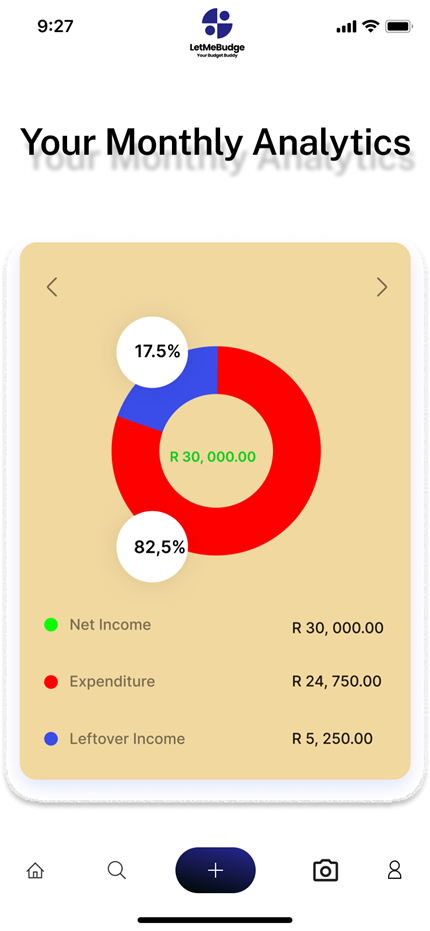 9:27
LetMeBudge
Your Budget Buddy
Your Monthly Analytics
17.5%
R 30, 000.00
82,5%
Net Income R 30, 000.00
Expenditure R 24, 750.00
Leftover Income R 5, 250.00